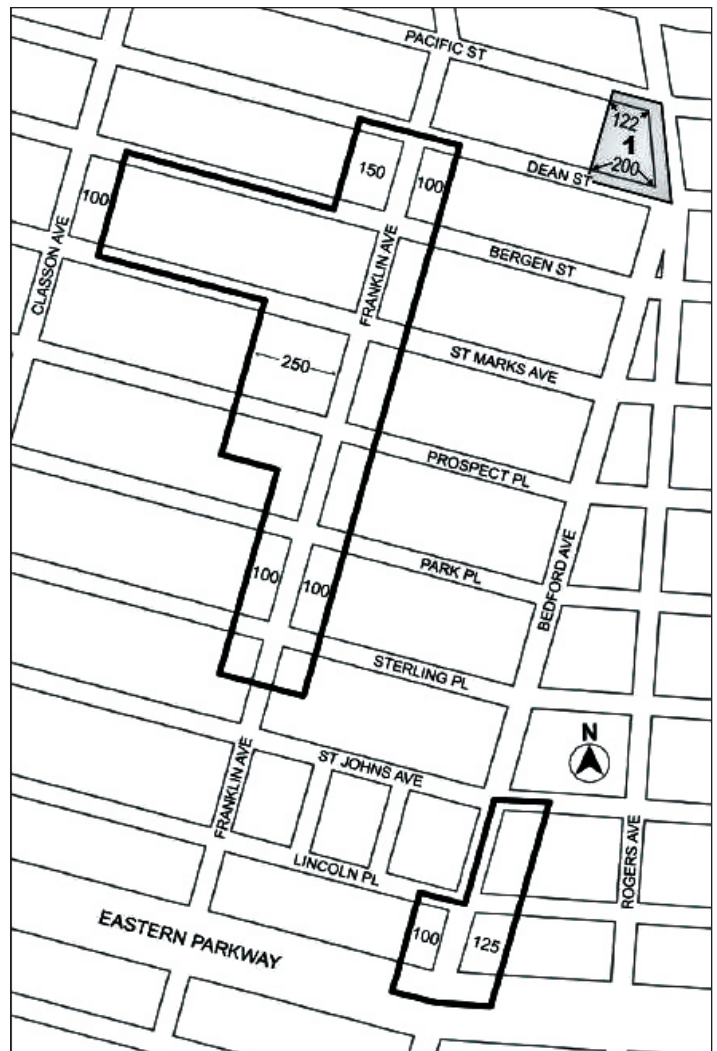 PACIFIC ST
122
1
200
DEAN ST
150
100
100
BERGEN ST
CLASSON AVE
FRANKLIN AVE
ST MARKS AVE
250
PROSPECT PL
PARK PL
BEDFORD AVE
100
100
STERLING PL
N
ST JOHNS AVE
FRANKLIN AVE
ROGERS AVE
LINCOLN PL
EASTERN PARKWAY
100
125